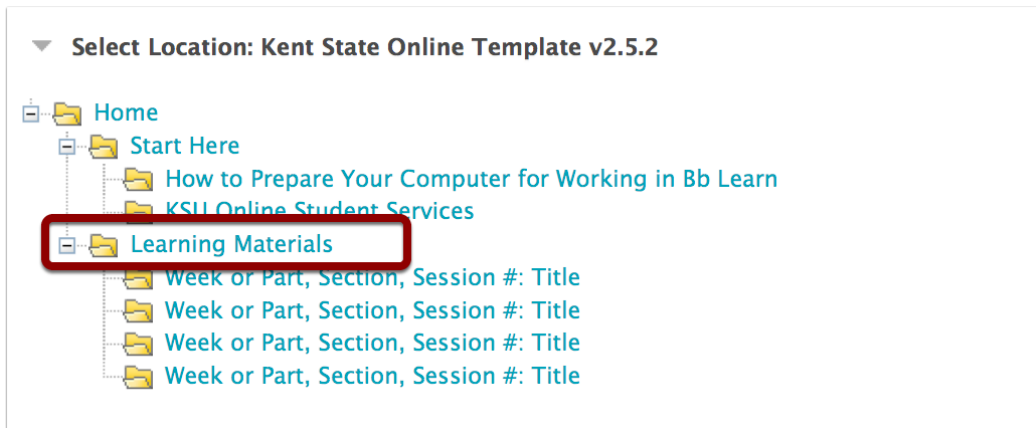 Select Location: Kent State Online Template v2.5.2
Home
Start Here
How to Prepare Your Computer for Working in Bb Learn
KSU Online Student Services
Learning Materials
Week or Part, Section, Session #: Title
Week or Part, Section, Session #: Title
Week or Part, Section, Session #: Title
Week or Part, Section, Session #: Title